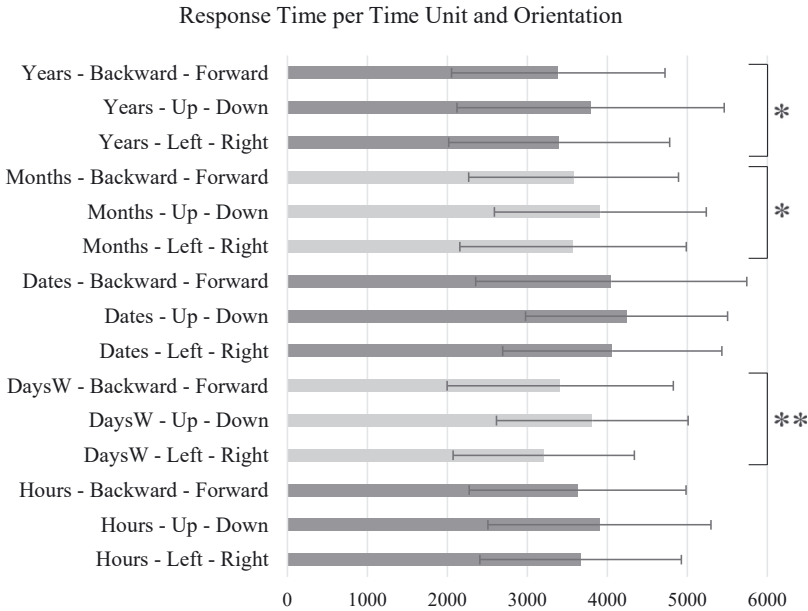 Response Time per Time Unit and Orientation
Years - Backward - Forward
Years - Up - Down
*
Years - Left - Right
Months - Backward - Forward
Months - Up - Down
*
Months - Left - Right
Dates - Backward - Forward
Dates - Up - Down
Dates - Left - Right
DaysW - Backward - Forward
DaysW - Up - Down
**
DaysW - Left - Right
Hours - Backward - Forward
Hours - Up - Down
Hours - Left - Right
0 1000 2000 3000 4000 5000 6000